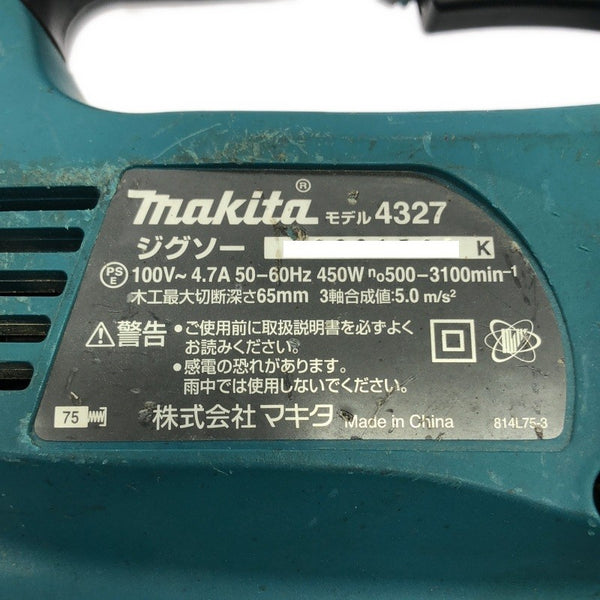 makita® モデル 4327
ジグソー K
PSE 100V~ 4.7A 50-60Hz 450W n₀500-3100min⁻¹
木工最大切断深さ65mm 3軸合成値:5.0 m/s²
警告 •ご使用前に取扱説明書を必ずよく
お読みください。
•感電の恐れがあります。
雨中では使用しないでください。
75
株式会社 マキタ Made in China 814L75-3